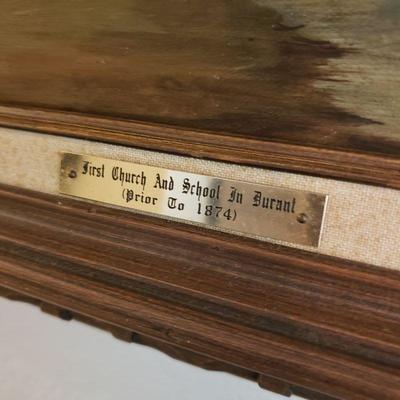 First Church And School In Durant
(Prior To 1874)